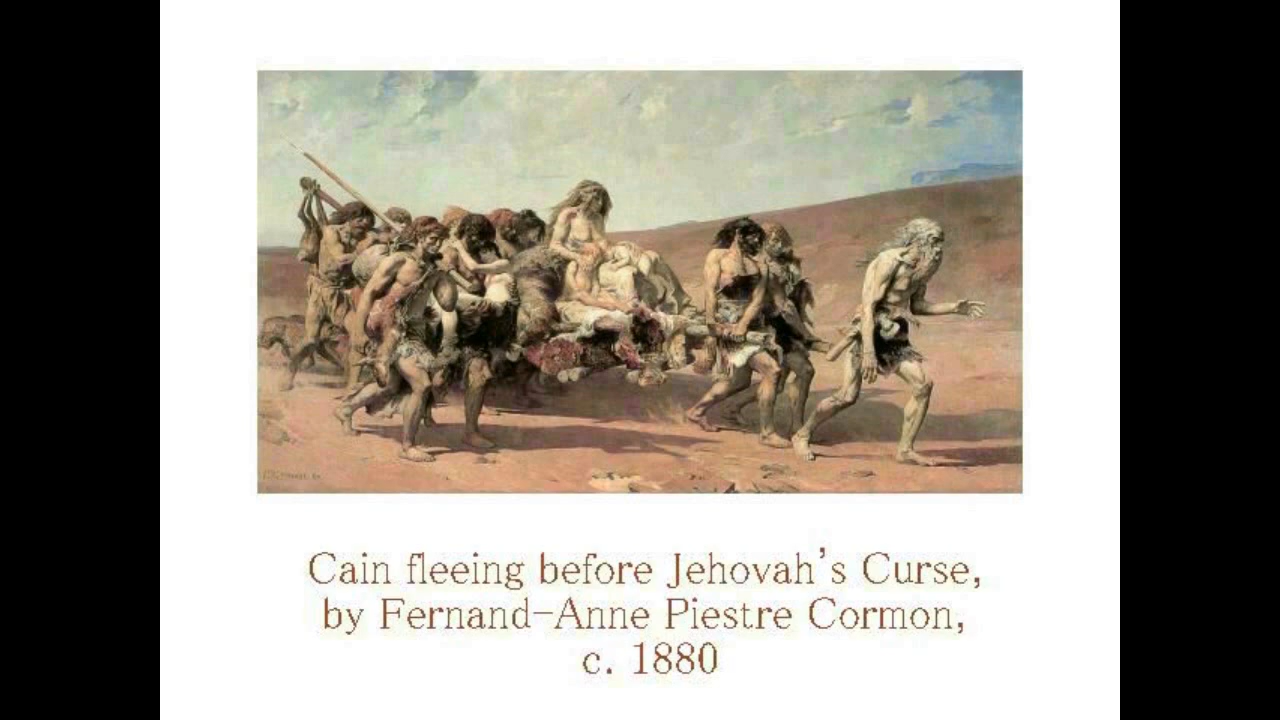 Cain fleeing before Jehovah's Curse,
by Fernand-Anne Piestre Cormon,
c. 1880